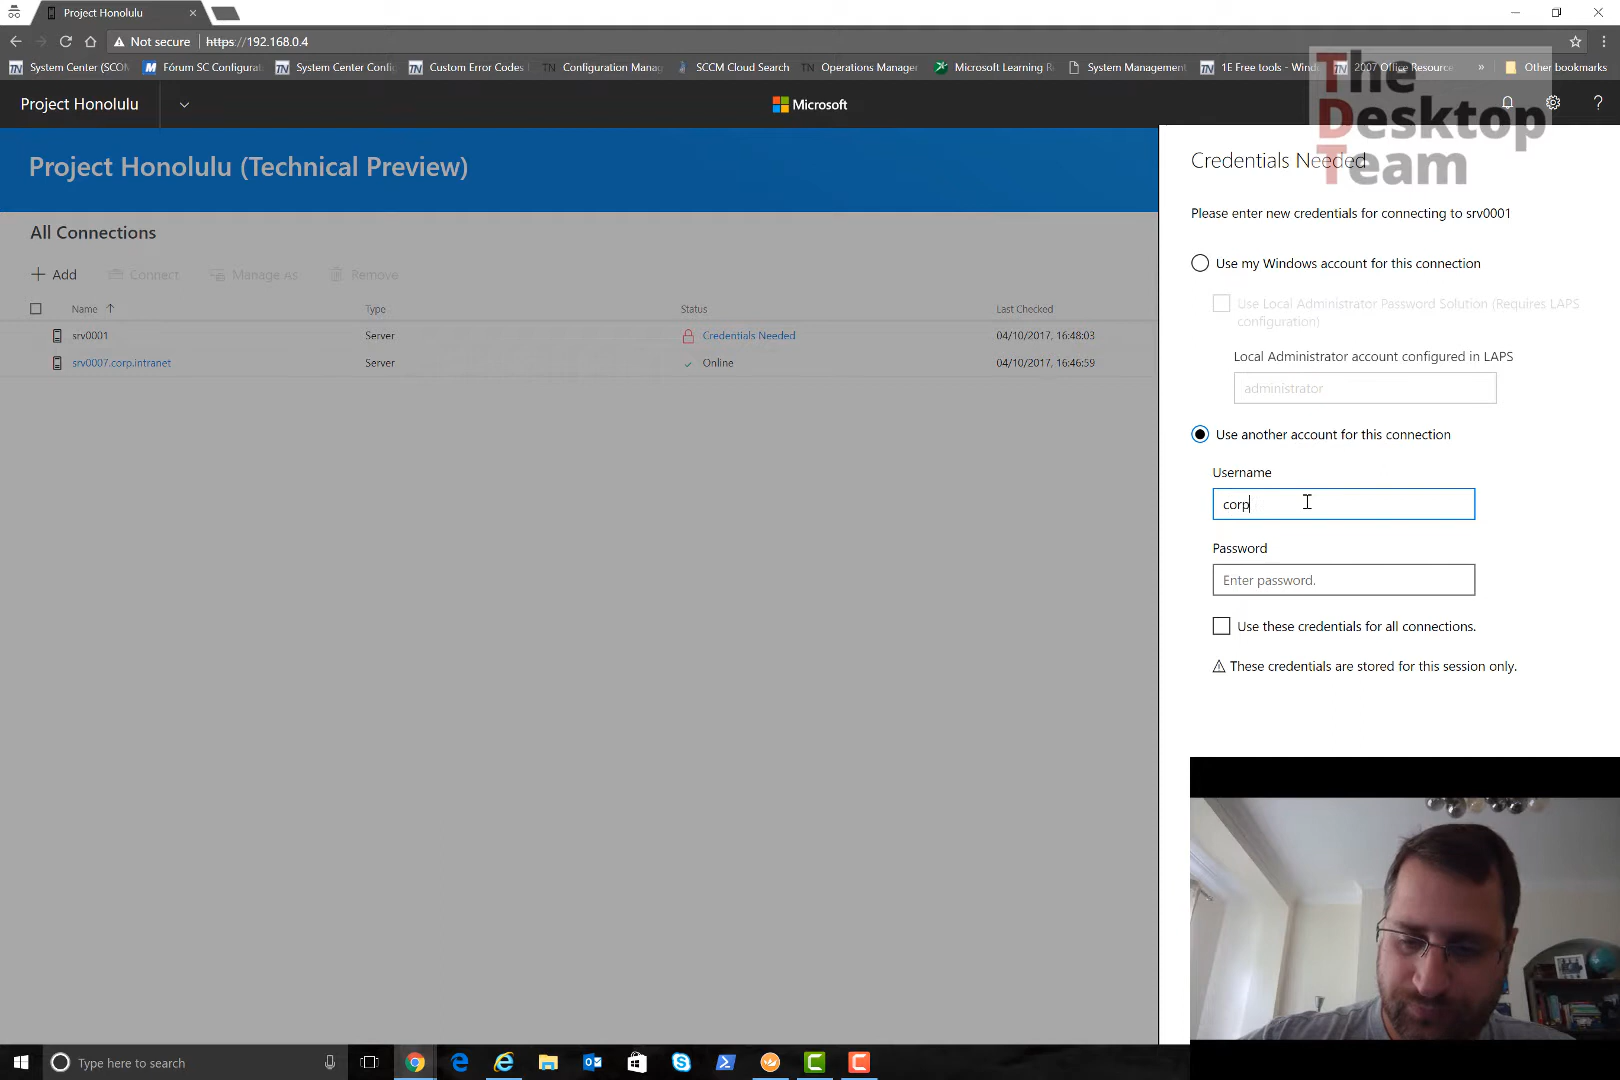 Project Honolulu
Not secure https://192.168.0.4
System Center (SCOM
Fórum SC Configurat
System Center Config
Custom Error Codes
Configuration Manag
SCCM Cloud Search
Operations Manager
Microsoft Learning R
System Management
1E Free tools - Windo
2007 Office Resource
»
Other bookmarks
The
Desktop
Team
Project Honolulu
Microsoft
?
Project Honolulu (Technical Preview)
All Connections
Add
Connect
Manage As
Remove
Name Type Status Last Checked
srv0001 Server Credentials Needed 04/10/2017, 16:48:03
srv0007.corp.intranet Server Online 04/10/2017, 16:46:59
Credentials Needed
Please enter new credentials for connecting to srv0001
Use my Windows account for this connection
Use Local Administrator Password Solution (Requires LAPS
configuration)
Local Administrator account configured in LAPS
administrator
Use another account for this connection
Username
corp
Password
Enter password.
Use these credentials for all connections.
These credentials are stored for this session only.
Type here to search